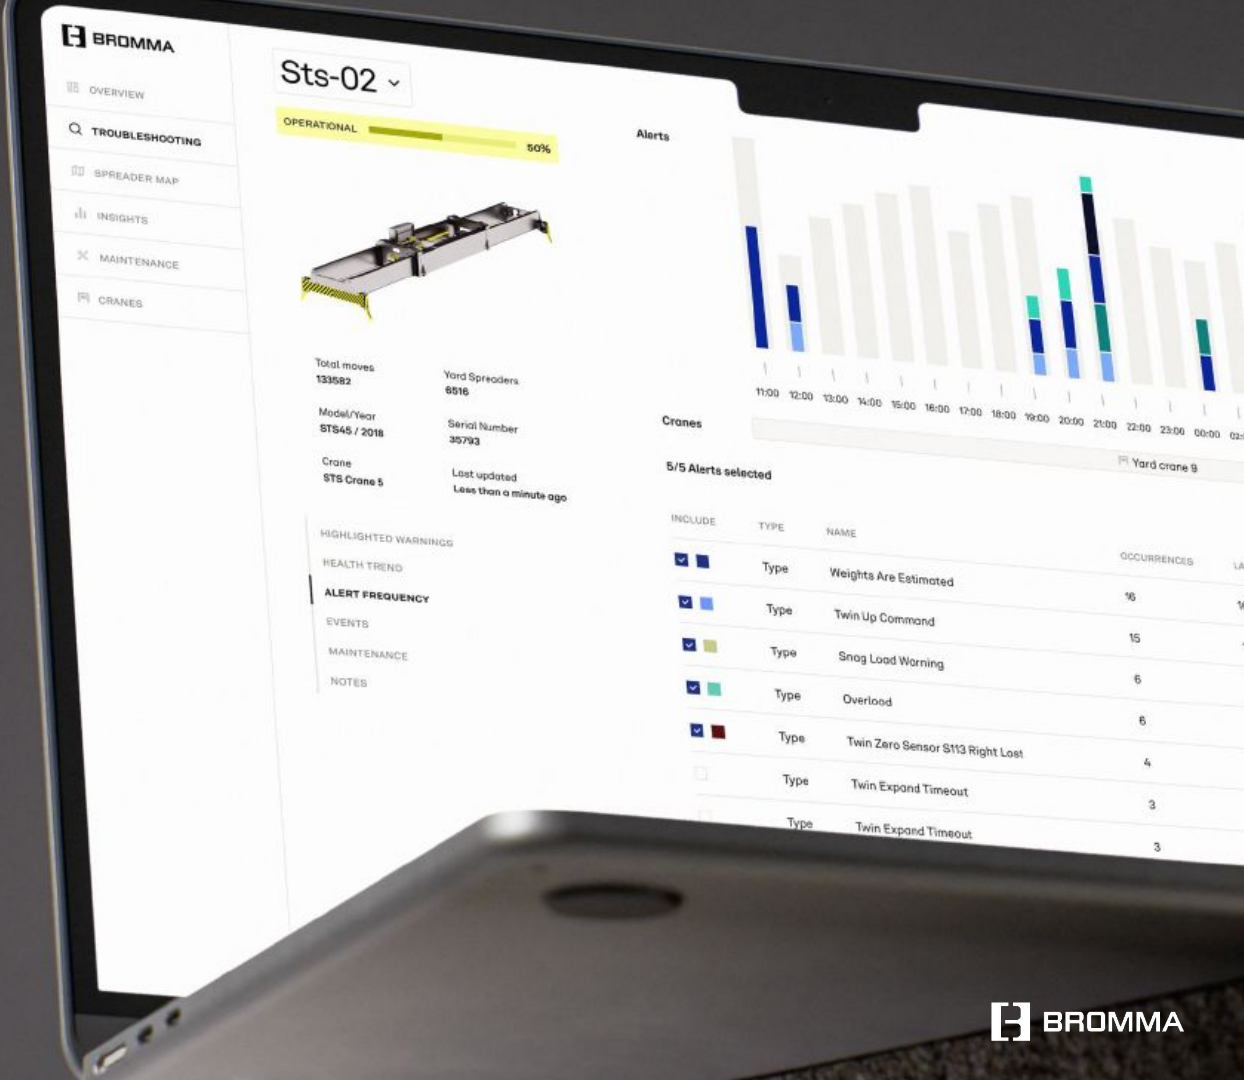 BROMMA
OVERVIEW
TROUBLESHOOTING
SPREADER MAP
INSIGHTS
MAINTENANCE
CRANES
Sts-02
OPERATIONAL 50%
Total moves
133582
Yard Spreaders
6516
Model/Year
STS45 / 2018
Serial Number
35793
Crane
STS Crane 5
Last updated
Less than a minute ago
HIGHLIGHTED WARNINGS
HEALTH TREND
ALERT FREQUENCY
EVENTS
MAINTENANCE
NOTES
Alerts
11:00 12:00 13:00 14:00 15:00 16:00 17:00 18:00 19:00 20:00 21:00 22:00 23:00 00:00
Cranes
Yard crane 9
5/5 Alerts selected
INCLUDE TYPE NAME OCCURRENCES
Type Weights Are Estimated 16
Type Twin Up Command 15
Type Snag Load Warning 6
Type Overload 6
Type Twin Zero Sensor S113 Right Lost 4
Type Twin Expand Timeout 3
Type Twin Expand Timeout 3
BROMMA